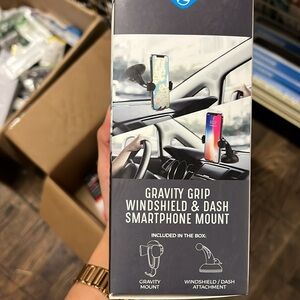 GRAVITY GRIP
WINDSHIELD & DASH
SMARTPHONE MOUNT
INCLUDED IN THE BOX:
GRAVITY
MOUNT
WINDSHIELD / DASH
ATTACHMENT